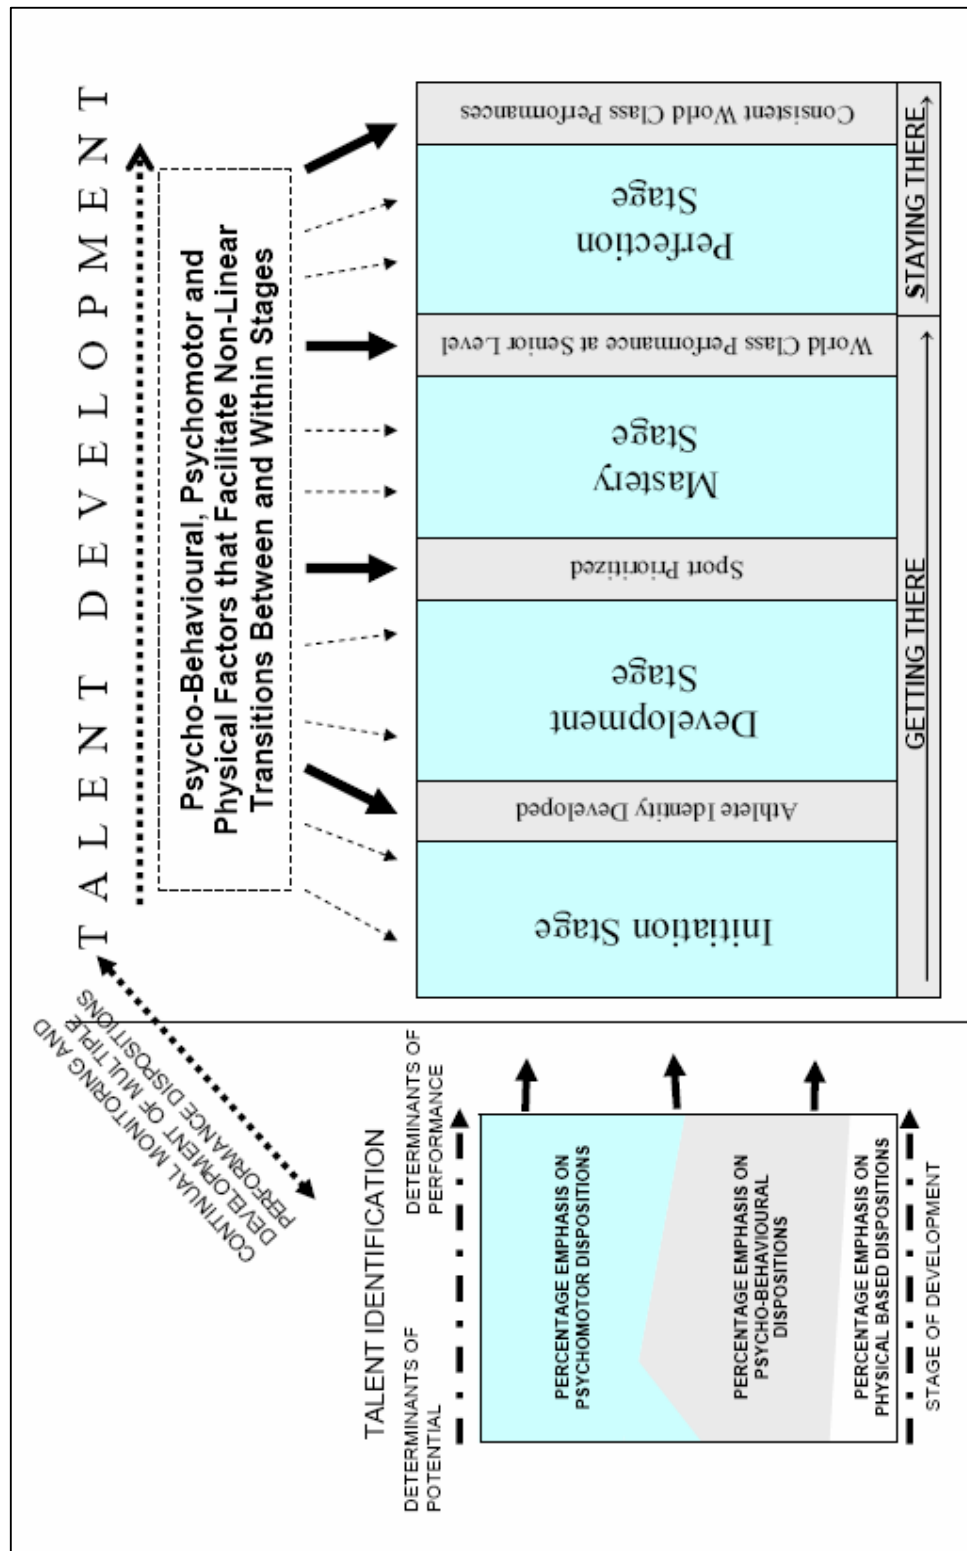 TALENT DEVELOPMENT
CONTINUAL MONITORING AND
DEVELOPMENT OF MULTIPLE
PERFORMANCE DISPOSITIONS
Psycho-Behavioural, Psychomotor and
Physical Factors that Facilitate Non-Linear
Transitions Between and Within Stages
TALENT IDENTIFICATION
DETERMINANTS OF
POTENTIAL
DETERMINANTS OF
PERFORMANCE
PERCENTAGE EMPHASIS ON
PSYCHOMOTOR DISPOSITIONS
PERCENTAGE EMPHASIS ON
PSYCHO-BEHAVIOURAL
DISPOSITIONS
PERCENTAGE EMPHASIS ON
PHYSICAL BASED DISPOSITIONS
STAGE OF DEVELOPMENT
Initiation Stage
Athlete Identity Developed
Development
Stage
Sport Prioritized
Mastery
Stage
World Class Performance at Senior Level
Perfection
Stage
Consistent World Class Performances
GETTING THERE
STAYING THERE